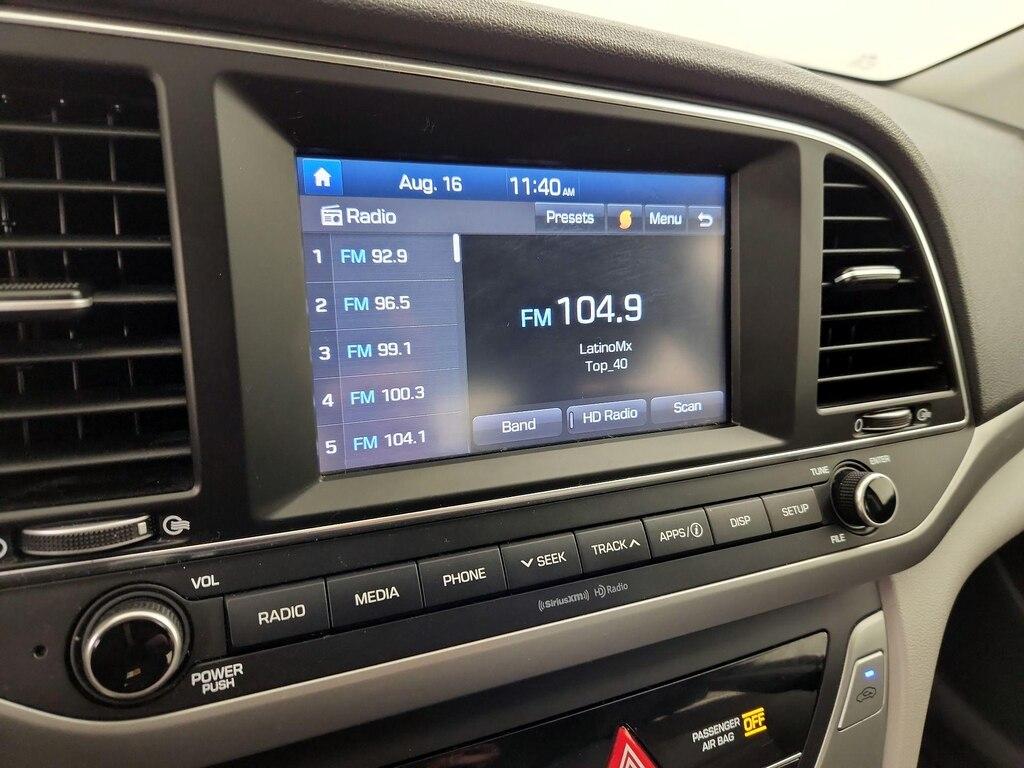 Aug. 16 11:40 AM
Radio Presets Menu
1 FM 92.9
2 FM 96.5
3 FM 99.1
4 FM 100.3
5 FM 104.1
FM 104.9
LatinoMx
Top_40
Band HD Radio Scan
VOL
POWER
PUSH
RADIO MEDIA PHONE SEEK TRACK APPS/i DISP SETUP
TUNE ENTER
FILE
((SiriusXM)) HD Radio
PASSENGER OFF
AIR BAG